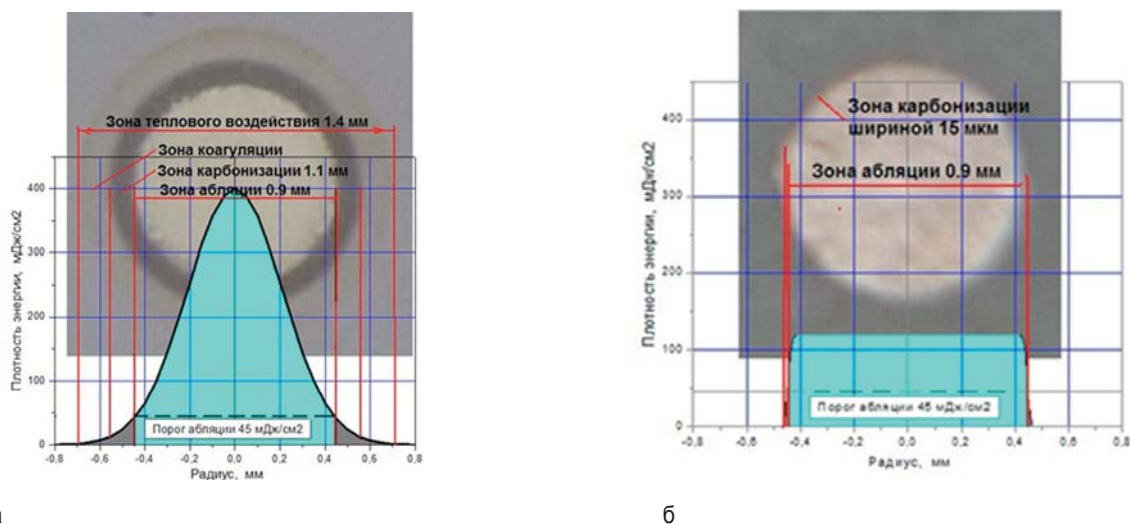 Зона теплового воздействия 1.4 мм
Зона коагуляции
Зона карбонизации 1.1 мм
Зона абляции 0.9 мм
Плотность энергии, мДж/см2
400
300
200
100
0
Порог абляции 45 мДж/см2
-0,8 -0,6 -0,4 -0,2 0,0 0,2 0,4 0,6 0,8
Радиус, мм
а
Зона карбонизации
шириной 15 мкм
Зона абляции 0.9 мм
Плотность энергии, мДж/см2
400
300
200
100
0
Порог абляции 45 мДж/см2
-0,8 -0,4 -0,2 0,0 0,2 0,4 0,8
Радиус, мм
б